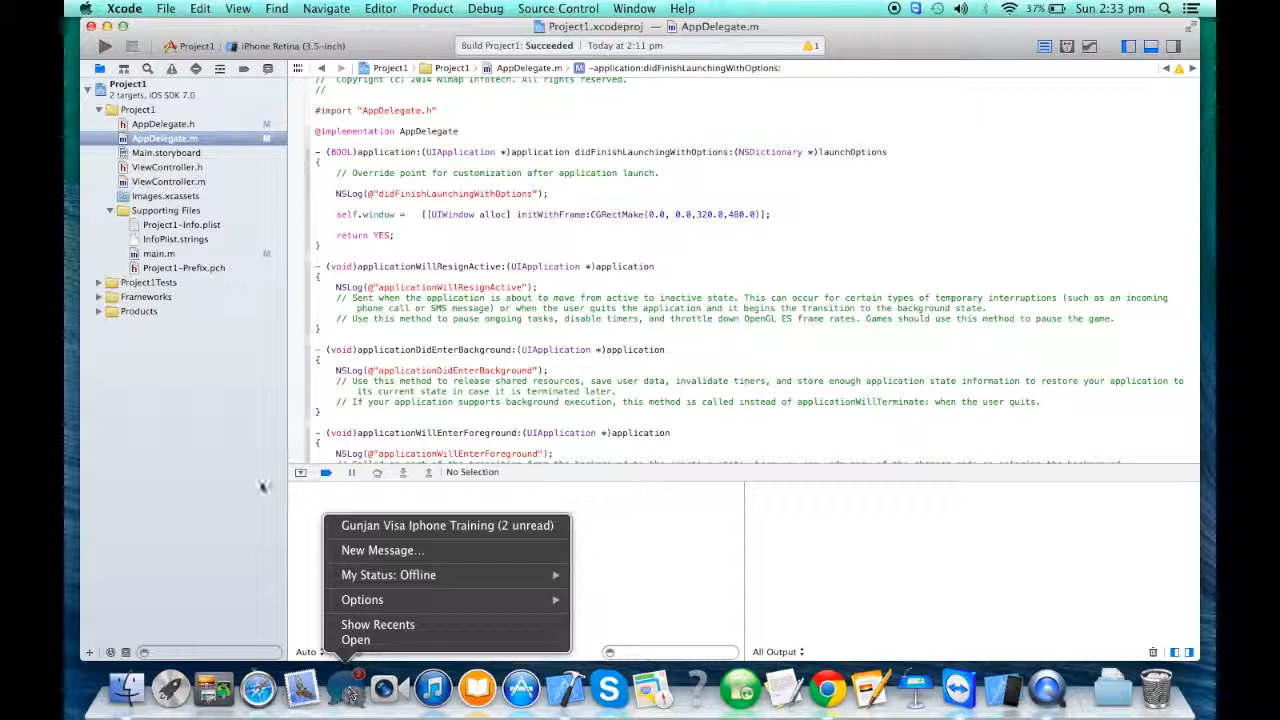 Xcode File Edit View Find Navigate Editor Product Debug Source Control Window Help 37% Sun 2:33 pm
Project1.xcodeproj — AppDelegate.m
Project1 iPhone Retina (3.5-inch) Build Project1: Succeeded Today at 2:11 pm 1
Project1 Project1 AppDelegate.m -application:didFinishLaunchingWithOptions:
Project1
2 targets, iOS SDK 7.0
Project1
AppDelegate.h M
AppDelegate.m M
Main.storyboard
ViewController.h
ViewController.m
Images.xcassets
Supporting Files
Project1-Info.plist
InfoPlist.strings
main.m M
Project1-Prefix.pch
Project1Tests
Frameworks
Products
// Copyright (c) 2014 Nimap Infotech. All rights reserved.
//
#import "AppDelegate.h"
@implementation AppDelegate
- (BOOL)application:(UIApplication *)application didFinishLaunchingWithOptions:(NSDictionary *)launchOptions
{
// Override point for customization after application launch.
NSLog(@"didFinishLaunchingWithOptions");
self.window = [[UIWindow alloc] initWithFrame:CGRectMake(0.0, 0.0,320.0,480.0)];
return YES;
}
- (void)applicationWillResignActive:(UIApplication *)application
{
NSLog(@"applicationWillResignActive");
// Sent when the application is about to move from active to inactive state. This can occur for certain types of temporary interruptions (such as an incoming
phone call or SMS message) or when the user quits the application and it begins the transition to the background state.
// Use this method to pause ongoing tasks, disable timers, and throttle down OpenGL ES frame rates. Games should use this method to pause the game.
}
- (void)applicationDidEnterBackground:(UIApplication *)application
{
NSLog(@"applicationDidEnterBackground");
// Use this method to release shared resources, save user data, invalidate timers, and store enough application state information to restore your application to
its current state in case it is terminated later.
// If your application supports background execution, this method is called instead of applicationWillTerminate: when the user quits.
}
- (void)applicationWillEnterForeground:(UIApplication *)application
{
NSLog(@"applicationWillEnterForeground");
No Selection
Gunjan Visa Iphone Training (2 unread)
New Message...
My Status: Offline
Options
Show Recents
Open
Auto
All Output